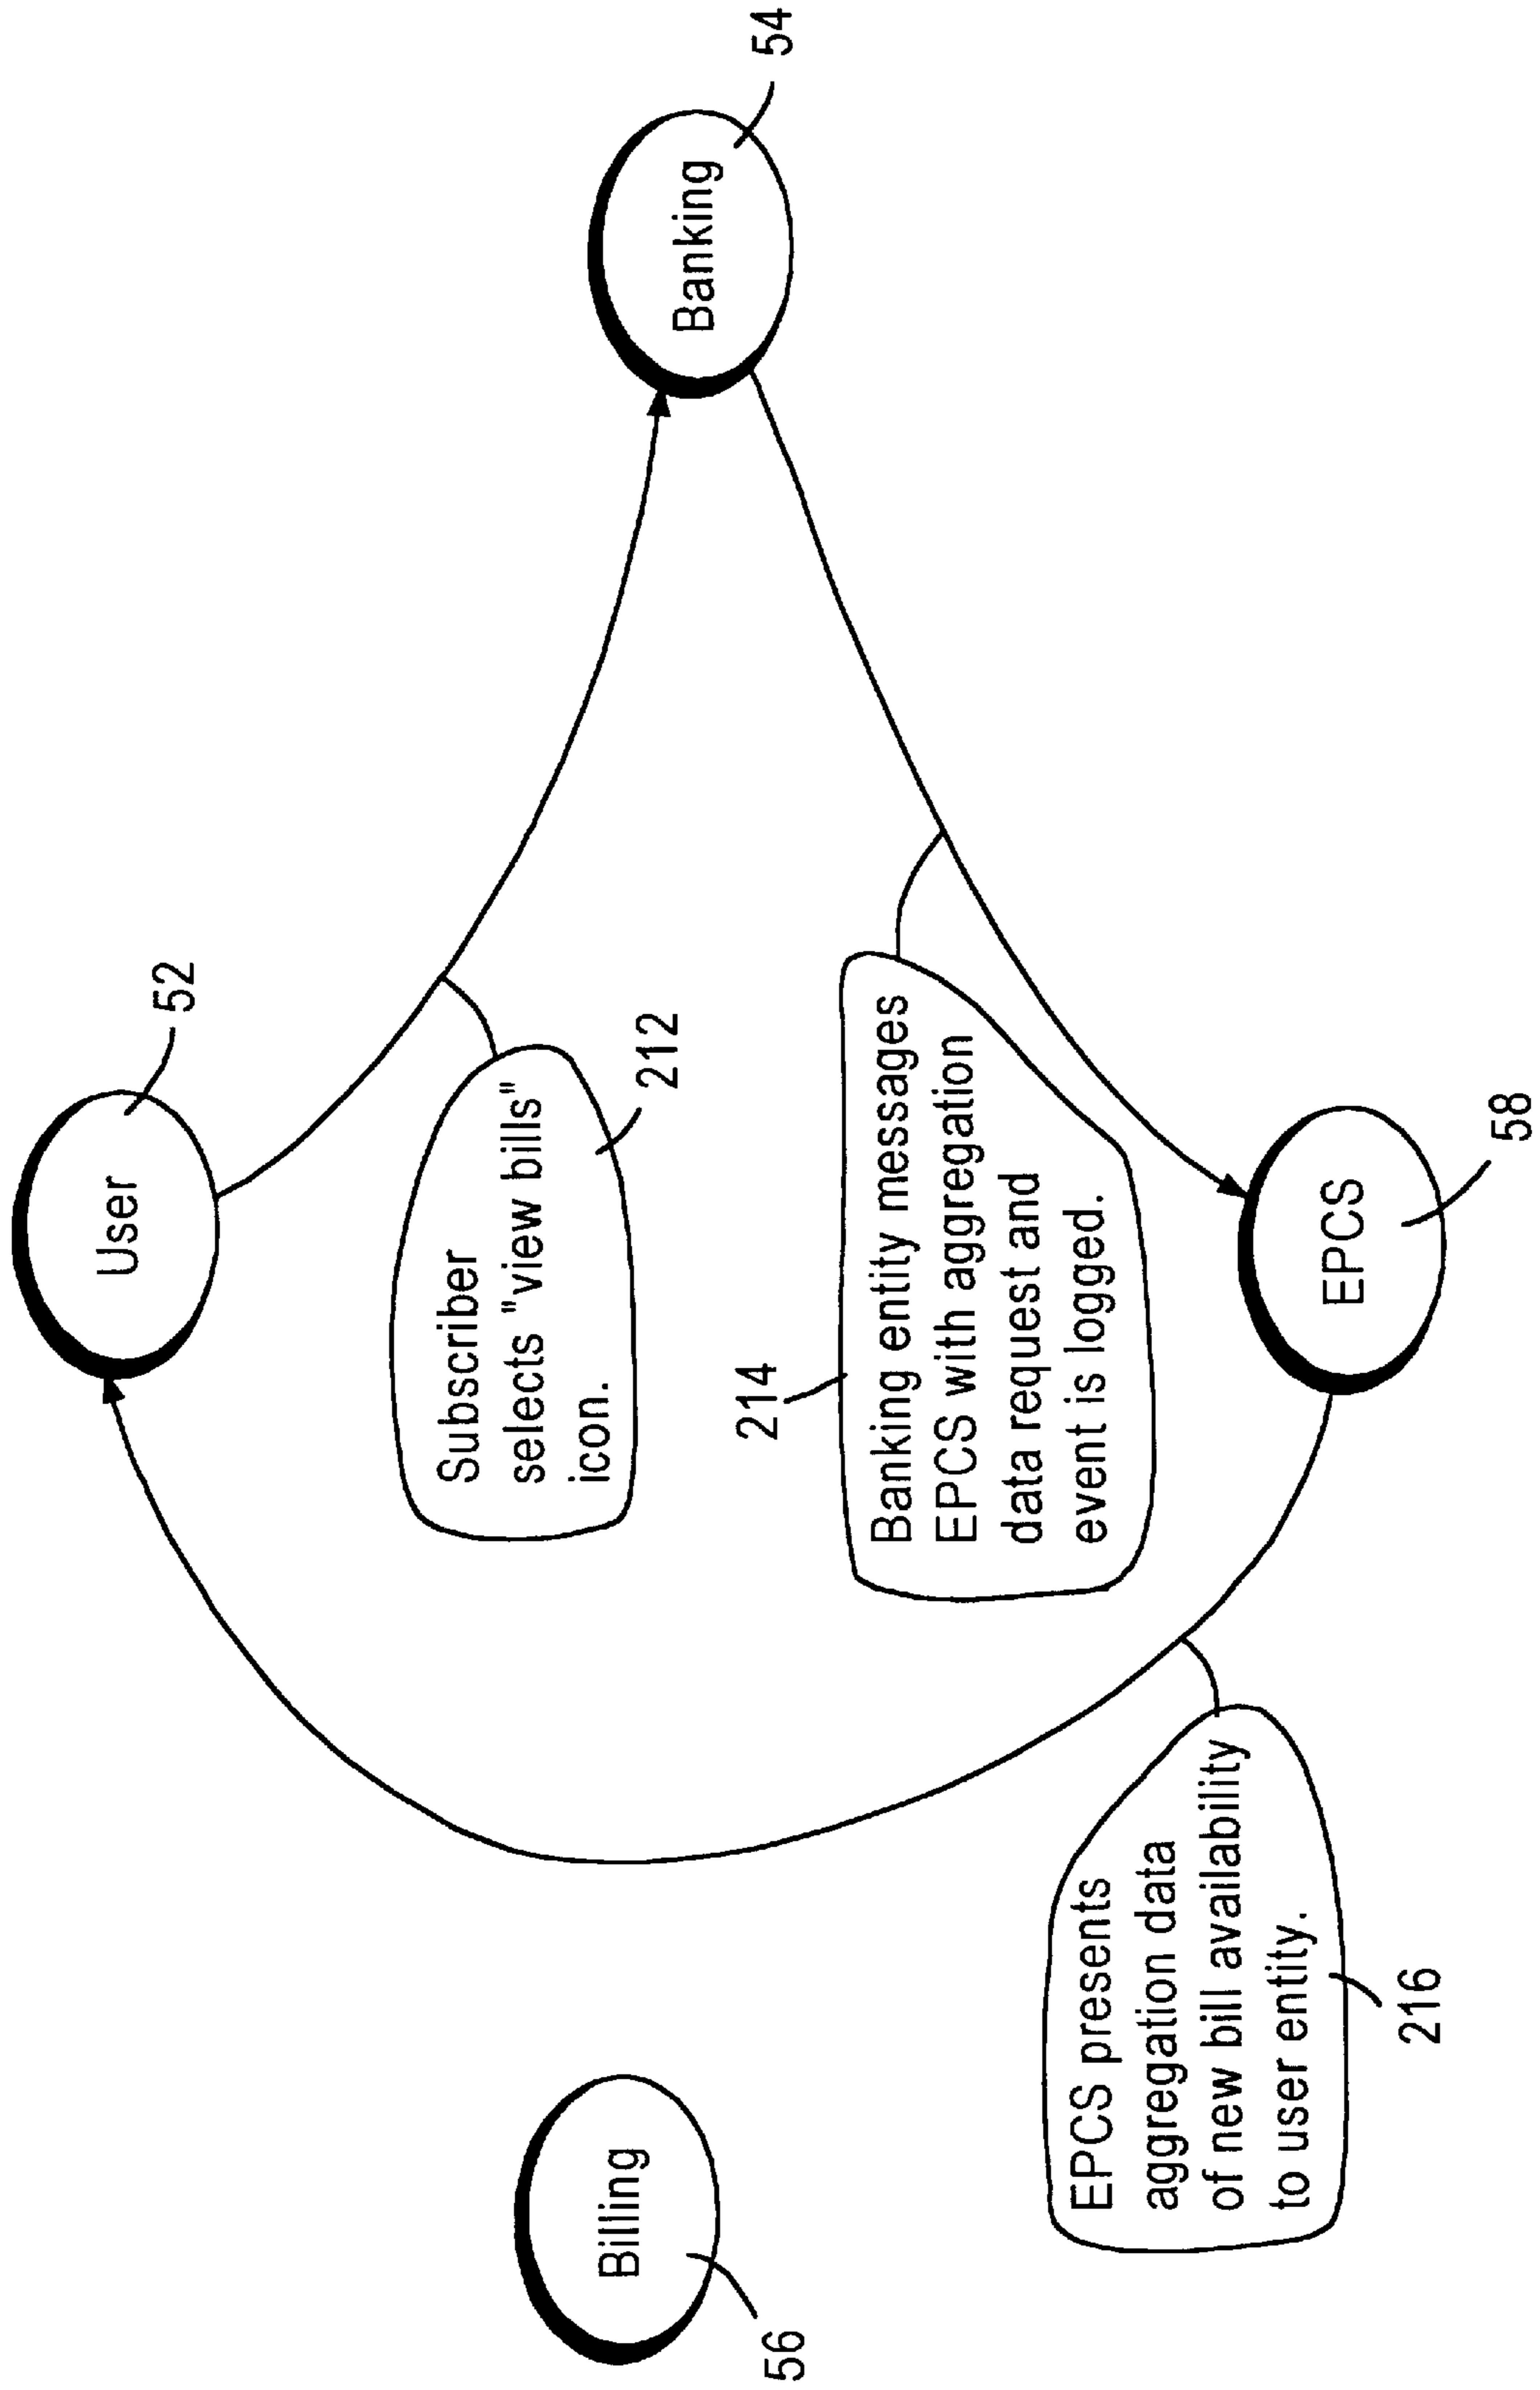 User
52
Banking
54
Subscriber
selects "view bills"
icon.
212
214
Banking entity messages
EPCS with aggregation
data request and
event is logged.
Billing
56
EPCS
58
EPCS presents
aggregation data
of new bill availability
to user entity.
216